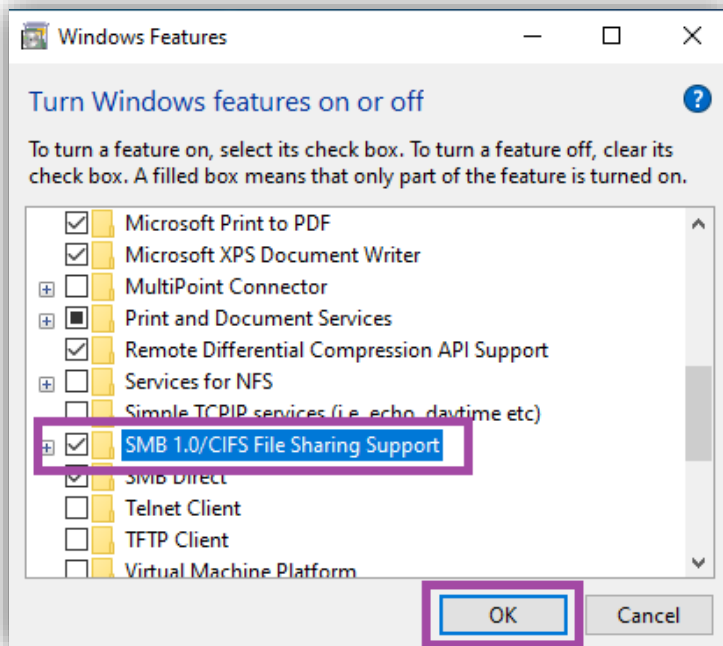 Windows Features
Turn Windows features on or off
To turn a feature on, select its check box. To turn a feature off, clear its
check box. A filled box means that only part of the feature is turned on.
Microsoft Print to PDF
Microsoft XPS Document Writer
MultiPoint Connector
Print and Document Services
Remote Differential Compression API Support
Services for NFS
Simple TCPIP services (i.e. echo, daytime etc)
SMB 1.0/CIFS File Sharing Support
SMB Direct
Telnet Client
TFTP Client
Virtual Machine Platform
OK Cancel